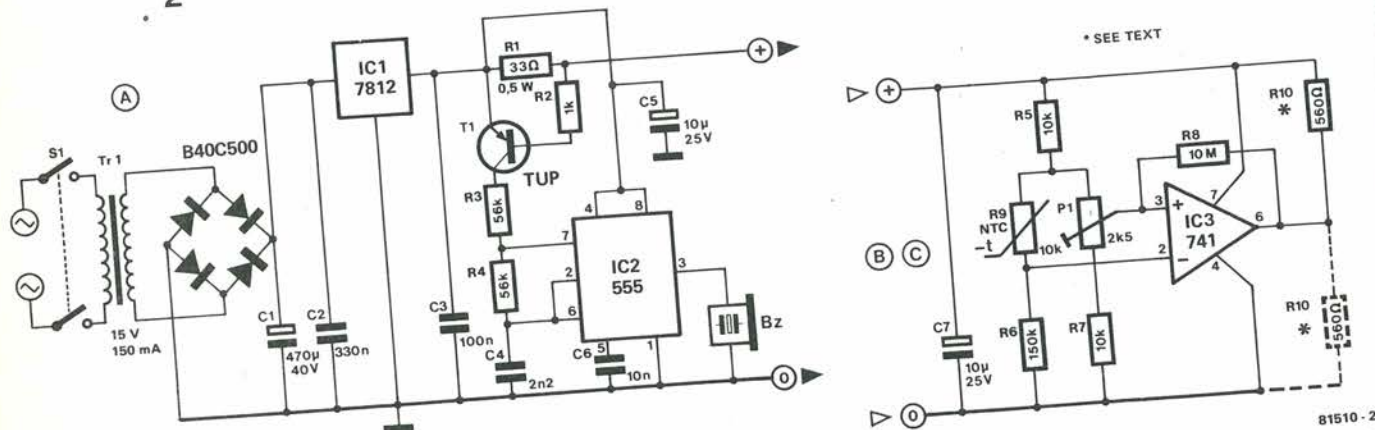 2
A
S1
Tr 1
15 V
150 mA
B40C500
C1
470µ
40V
C2
330n
IC1
7812
C3
100n
R1
33Ω
0,5 W
R2
1k
T1
TUP
R3
56k
R4
56k
C4
2n2
C5
10µ
25V
4
8
7
2
6
3
5
1
IC2
555
C6
10n
Bz
+
0
* SEE TEXT
B C
+
0
C7
10µ
25V
R5
10k
R9
NTC
-t
10k
P1
2k5
R6
150k
R7
10k
R8
10 M
3
+
2
−
7
6
4
IC3
741
R10
*
560Ω
R10
*
560Ω
81510 - 2